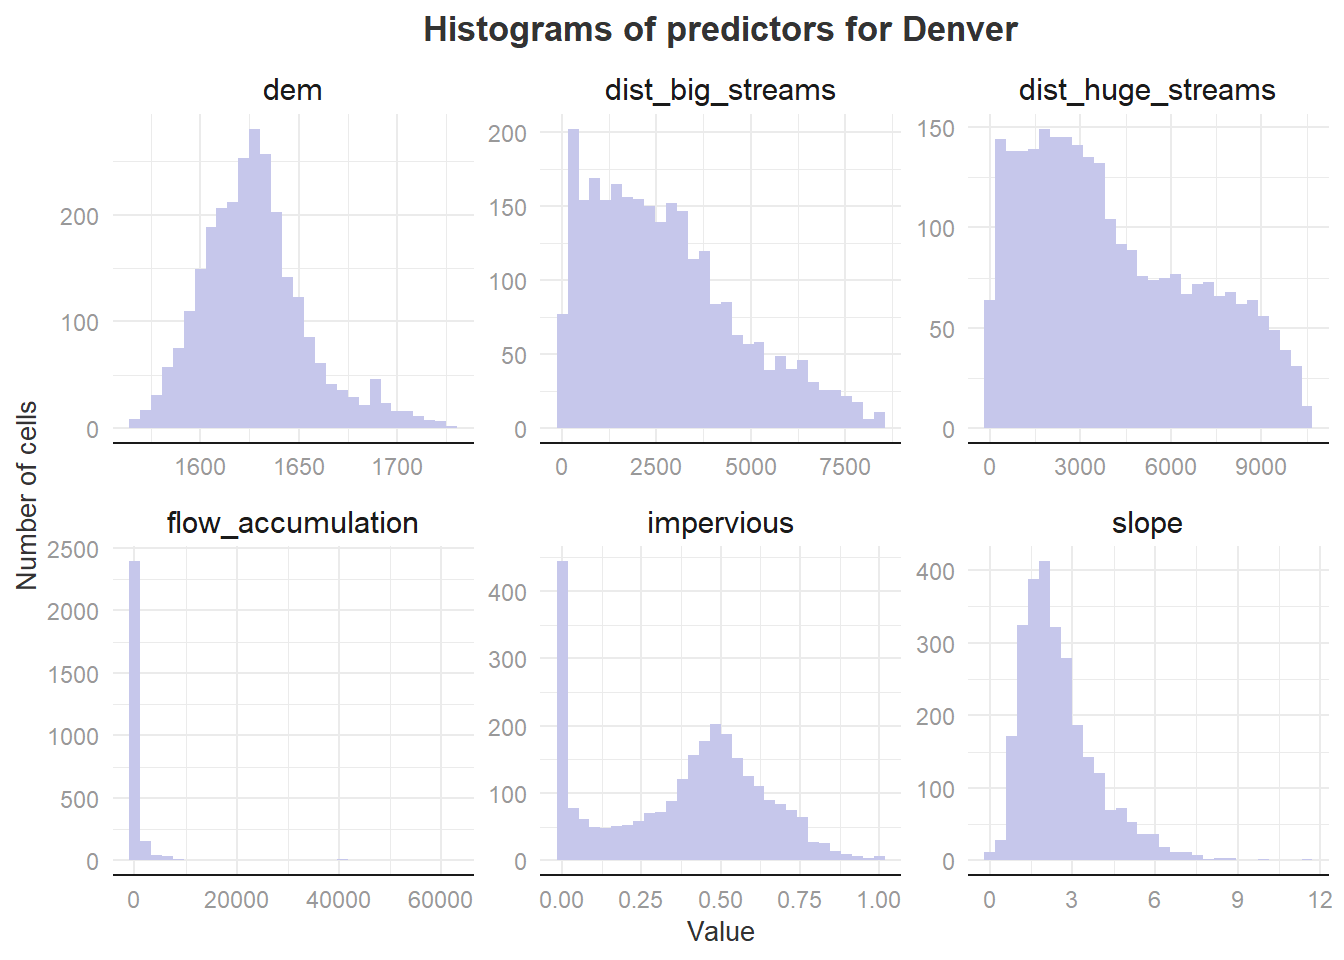 Histograms of predictors for Denver
dem
dist_big_streams
dist_huge_streams
200
100
0
1600 1650 1700
200
150
100
50
0
0 2500 5000 7500
150
100
50
0
0 3000 6000 9000
Number of cells
flow_accumulation
impervious
slope
2500
2000
1500
1000
500
0
0 20000 40000 60000
400
300
200
100
0
0.00 0.25 0.50 0.75 1.00
400
300
200
100
0
0 3 6 9 12
Value